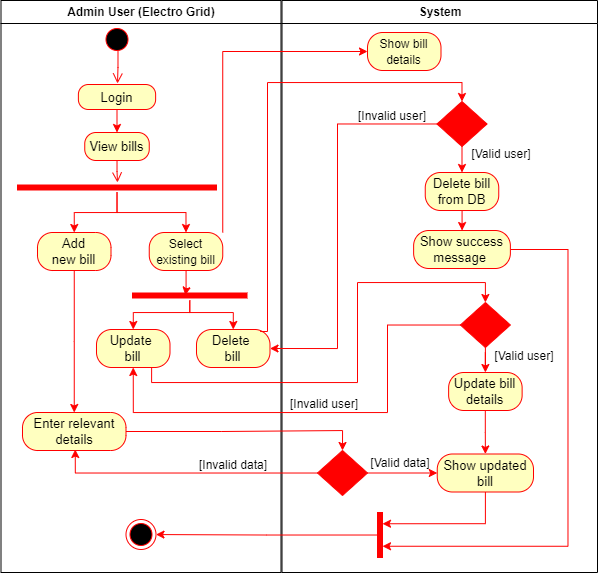 Admin User (Electro Grid)
System
Show bill
details
Login
[Invalid user]
View bills
[Valid user]
Delete bill
from DB
Add
new bill
Select
existing bill
Show success
message
Update
bill
Delete
bill
[Valid user]
Update bill
details
[Invalid user]
Enter relevant
details
[Invalid data]
[Valid data]
Show updated
bill